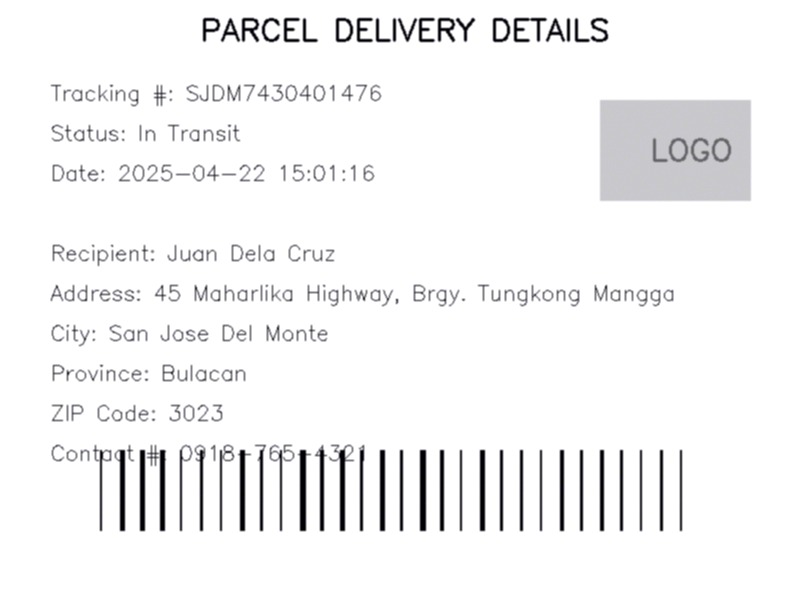 PARCEL DELIVERY DETAILS
Tracking #: SJDM7430401476
Status: In Transit
Date: 2025-04-22 15:01:16
LOGO
Recipient: Juan Dela Cruz
Address: 45 Maharlika Highway, Brgy. Tungkong Mangga
City: San Jose Del Monte
Province: Bulacan
ZIP Code: 3023
Contact #: 0918-765-4321